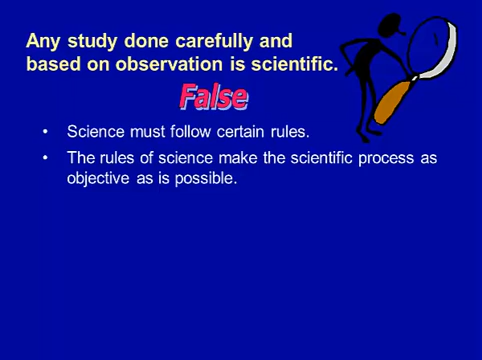 Any study done carefully and
based on observation is scientific.
False
• Science must follow certain rules.
• The rules of science make the scientific process as
objective as is possible.